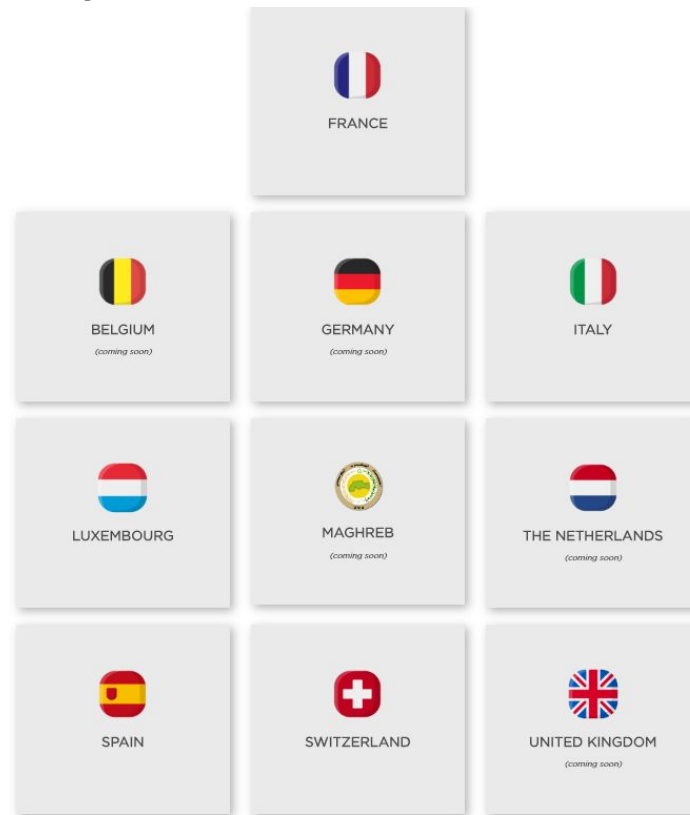 FRANCE
BELGIUM
(coming soon)
GERMANY
(coming soon)
ITALY
LUXEMBOURG
MAGHREB
(coming soon)
THE NETHERLANDS
(coming soon)
SPAIN
SWITZERLAND
UNITED KINGDOM
(coming soon)